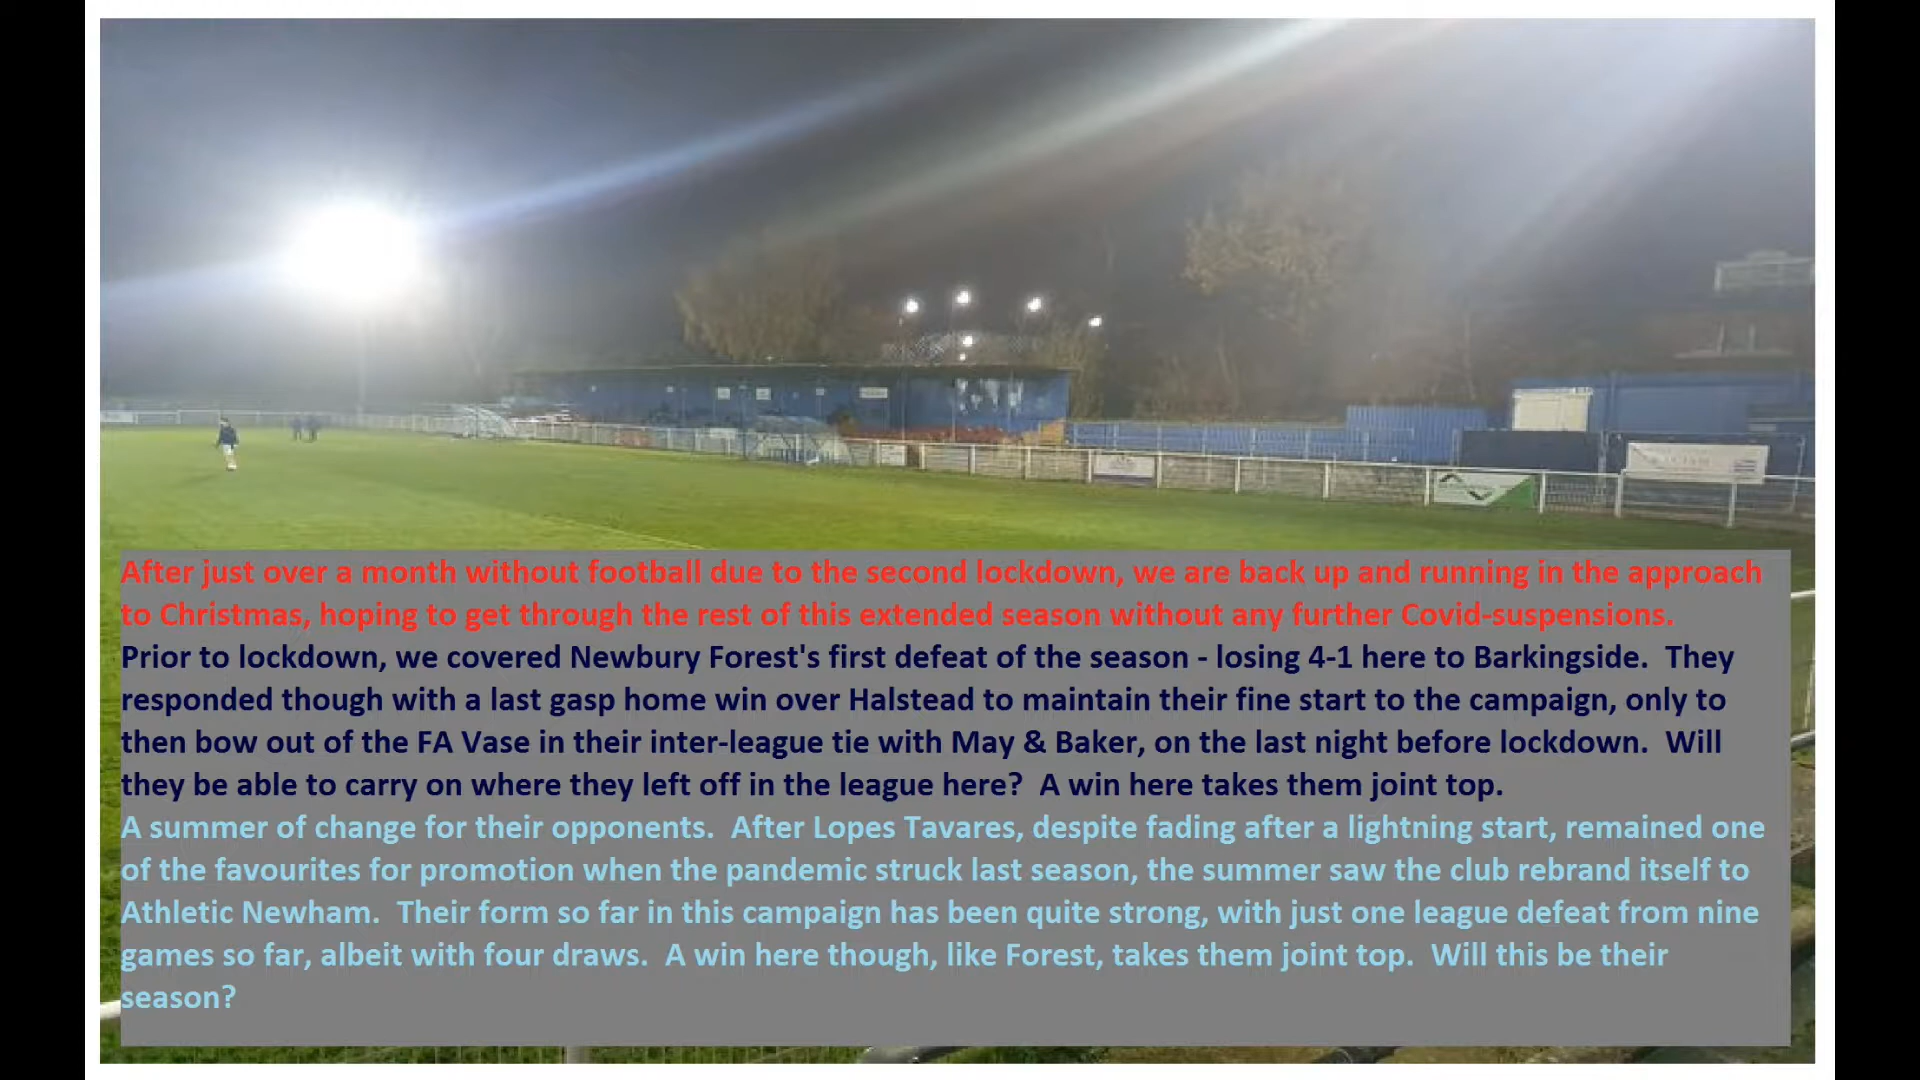 After just over a month without football due to the second lockdown, we are back up and running in the approach
to Christmas, hoping to get through the rest of this extended season without any further Covid-suspensions.
Prior to lockdown, we covered Newbury Forest's first defeat of the season - losing 4-1 here to Barkingside.  They
responded though with a last gasp home win over Halstead to maintain their fine start to the campaign, only to
then bow out of the FA Vase in their inter-league tie with May & Baker, on the last night before lockdown.  Will
they be able to carry on where they left off in the league here?  A win here takes them joint top.
A summer of change for their opponents.  After Lopes Tavares, despite fading after a lightning start, remained one
of the favourites for promotion when the pandemic struck last season, the summer saw the club rebrand itself to
Athletic Newham.  Their form so far in this campaign has been quite strong, with just one league defeat from nine
games so far, albeit with four draws.  A win here though, like Forest, takes them joint top.  Will this be their
season?